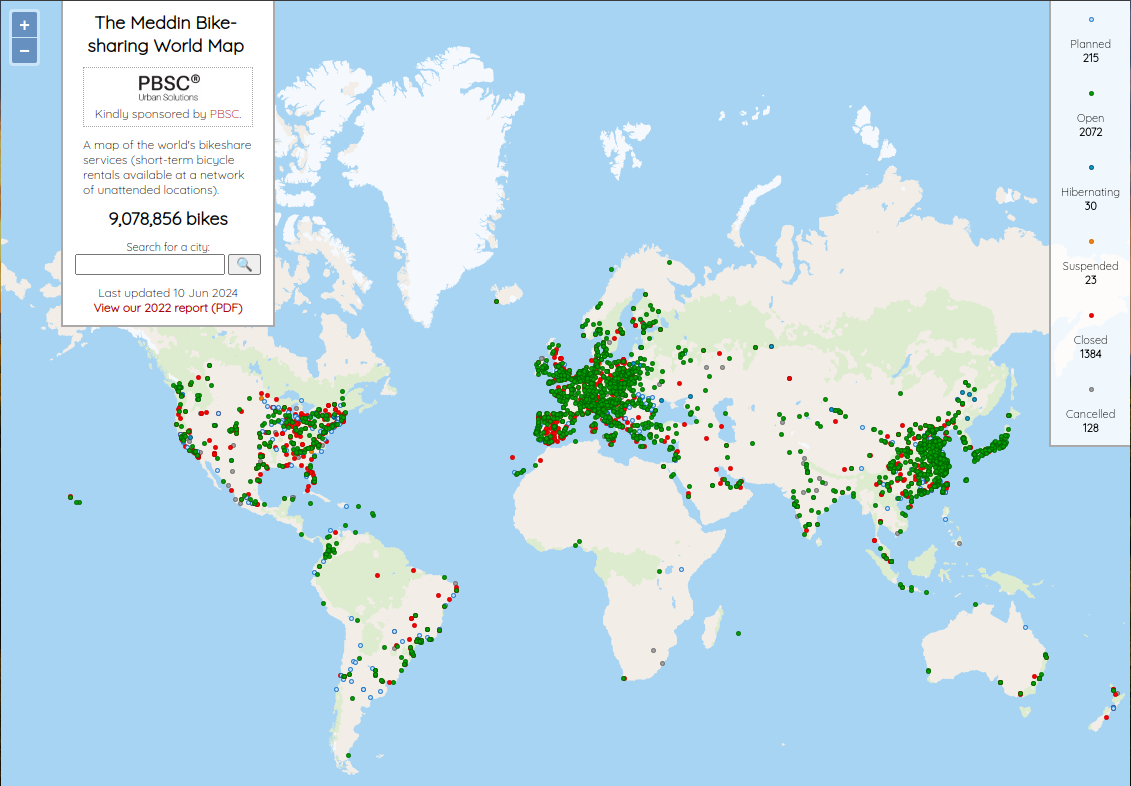 +
−
The Meddin Bike-
sharing World Map
PBSC®
Urban Solutions
Kindly sponsored by PBSC.
A map of the world's bikeshare
services (short-term bicycle
rentals available at a network
of unattended locations).
9,078,856 bikes
Search for a city:
Last updated 10 Jun 2024
View our 2022 report (PDF)
Planned
215
Open
2072
Hibernating
30
Suspended
23
Closed
1384
Cancelled
128